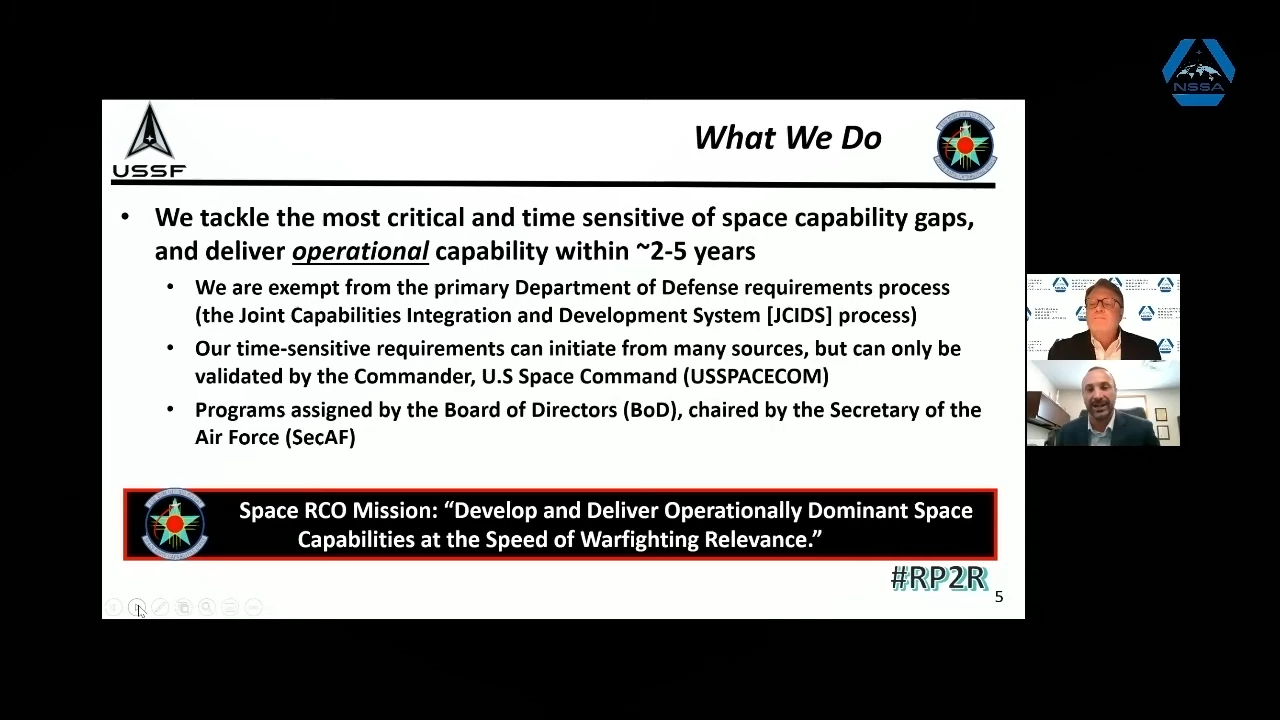 NSSA
USSF
What We Do
• We tackle the most critical and time sensitive of space capability gaps,
and deliver operational capability within ~2-5 years
• We are exempt from the primary Department of Defense requirements process
(the Joint Capabilities Integration and Development System [JCIDS] process)
• Our time-sensitive requirements can initiate from many sources, but can only be
validated by the Commander, U.S Space Command (USSPACECOM)
• Programs assigned by the Board of Directors (BoD), chaired by the Secretary of the
Air Force (SecAF)
Space RCO Mission: “Develop and Deliver Operationally Dominant Space
Capabilities at the Speed of Warfighting Relevance.”
#RP2R
5